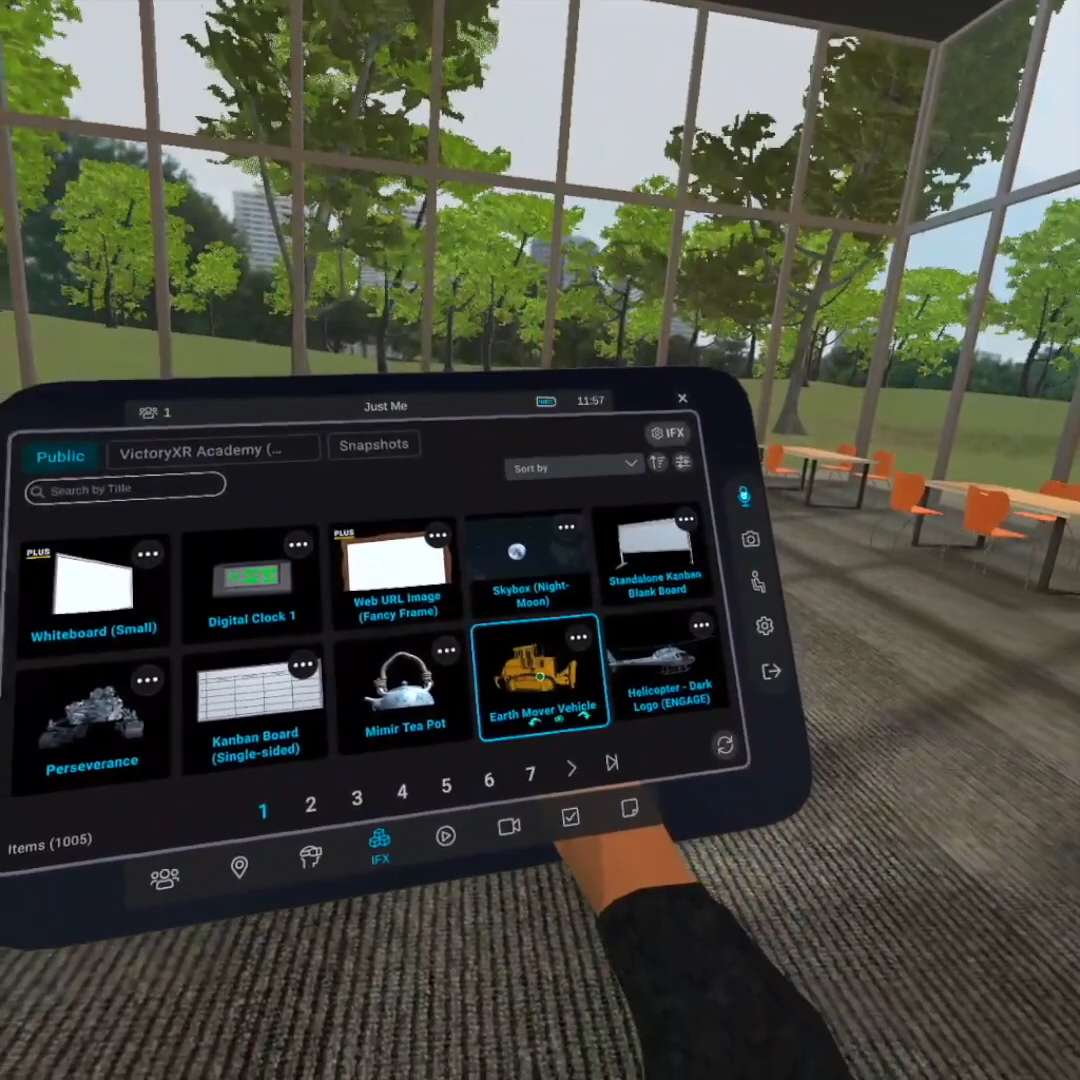 1
Just Me
11:57
Public
VictoryXR Academy (...
Snapshots
IFX
Search by Title
Sort by
PLUS
Whiteboard (Small)
Digital Clock 1
PLUS
Web URL Image
(Fancy Frame)
Skybox (Night-
Moon)
Standalone Kanban
Blank Board
Perseverance
Kanban Board
(Single-sided)
Mimir Tea Pot
Earth Mover Vehicle
Helicopter - Dark
Logo (ENGAGE)
1 2 3 4 5 6 7
Items (1005)
IFX